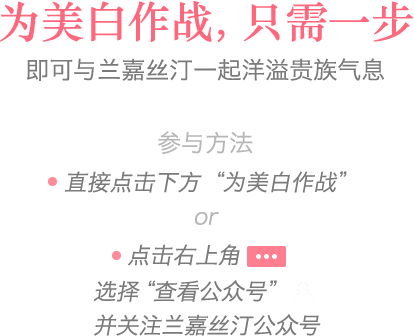 为美白作战，只需一步
即可与兰嘉丝汀一起洋溢贵族气息
参与方法
直接点击下方“为美白作战”
or
点击右上角
选择“查看公众号”
并关注兰嘉丝汀公众号